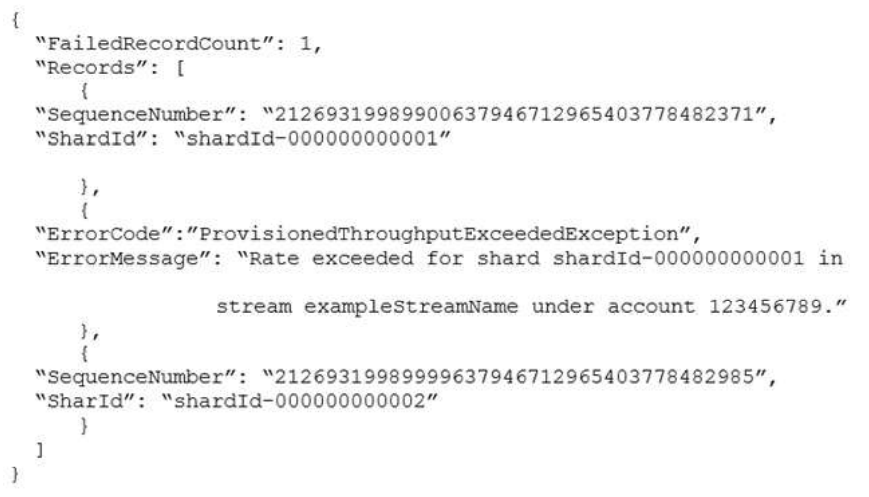 {
“FailedRecordCount”: 1,
“Records”: [
{
“SequenceNumber”: “21269319989900637946712965403778482371”,
“ShardId”: “shardId-000000000001”
},
{
“ErrorCode”:”ProvisionedThroughputExceededException”,
“ErrorMessage”: “Rate exceeded for shard shardId-000000000001 in
stream exampleStreamName under account 123456789.”
},
{
“SequenceNumber”: “21269319989999637946712965403778482985”,
“SharId”: “shardId-000000000002”
}
]
}